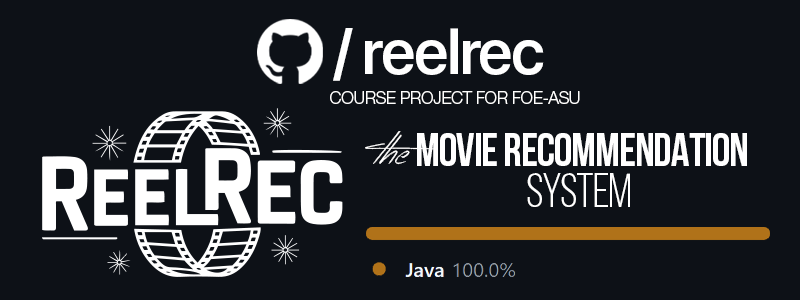 / reelrec
COURSE PROJECT FOR FOE-ASU
REELREC
the MOVIE RECOMMENDATION
SYSTEM
Java 100.0%